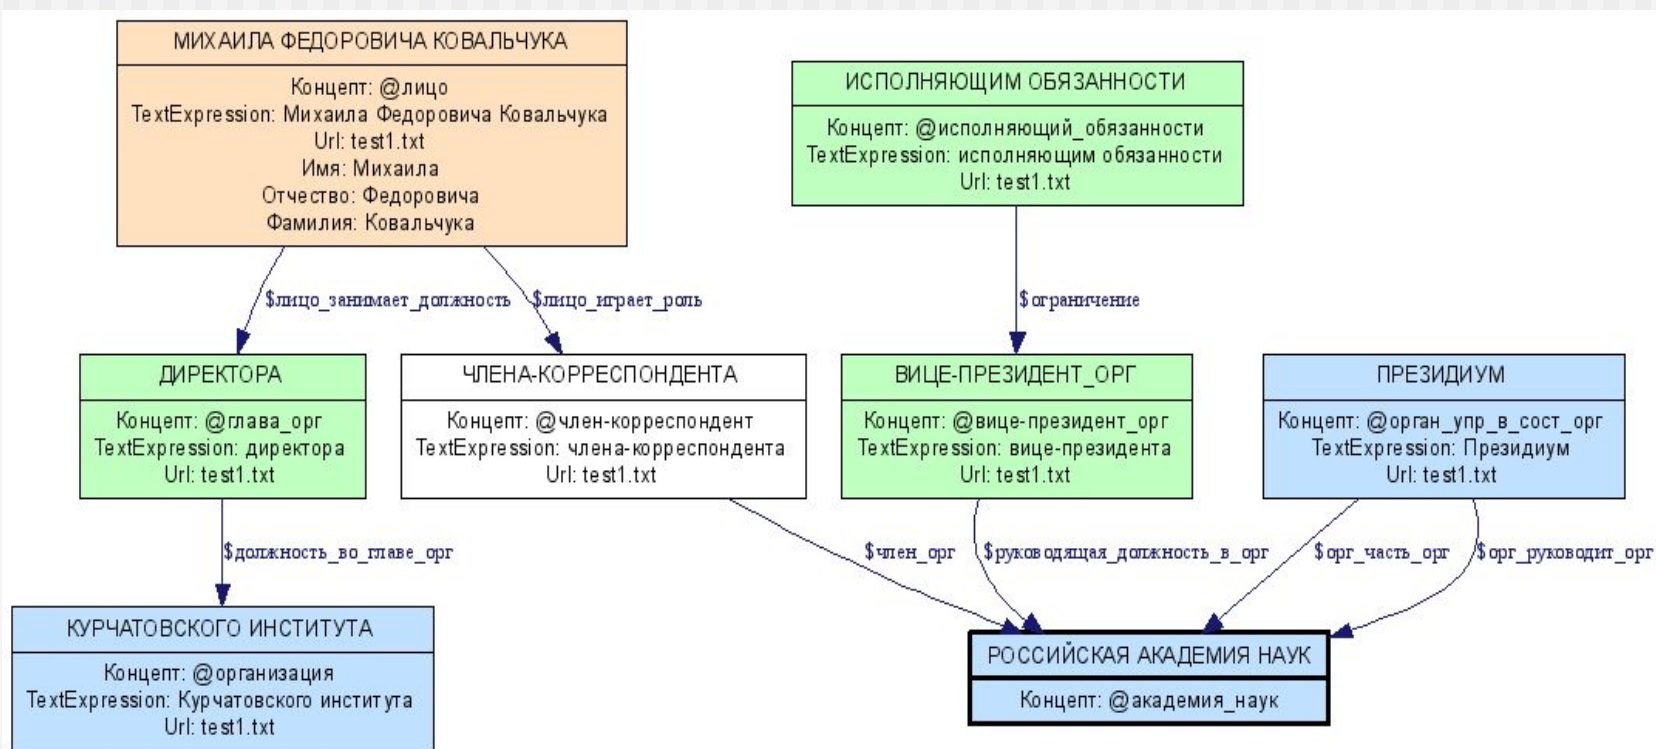 МИХАИЛА ФЕДОРОВИЧА КОВАЛЬЧУКА
Концепт: @лицо
TextExpression: Михаила Федоровича Ковальчука
Url: test1.txt
Имя: Михаила
Отчество: Федоровича
Фамилия: Ковальчука
ИСПОЛНЯЮЩИМ ОБЯЗАННОСТИ
Концепт: @исполняющий_обязанности
TextExpression: исполняющим обязанности
Url: test1.txt
$лицо_занимает_должность
$лицо_играет_роль
$ограничение
ДИРЕКТОРА
Концепт: @глава_орг
TextExpression: директора
Url: test1.txt
ЧЛЕНА-КОРРЕСПОНДЕНТА
Концепт: @член-корреспондент
TextExpression: члена-корреспондента
Url: test1.txt
ВИЦЕ-ПРЕЗИДЕНТ_ОРГ
Концепт: @вице-президент_орг
TextExpression: вице-президента
Url: test1.txt
ПРЕЗИДИУМ
Концепт: @орган_упр_в_сост_орг
TextExpression: Президиум
Url: test1.txt
$должность_во_главе_орг
$член_орг
$руководящая_должность_в_орг
$орг_часть_орг
$орг_руководит_орг
КУРЧАТОВСКОГО ИНСТИТУТА
Концепт: @организация
TextExpression: Курчатовского института
Url: test1.txt
РОССИЙСКАЯ АКАДЕМИЯ НАУК
Концепт: @академия_наук